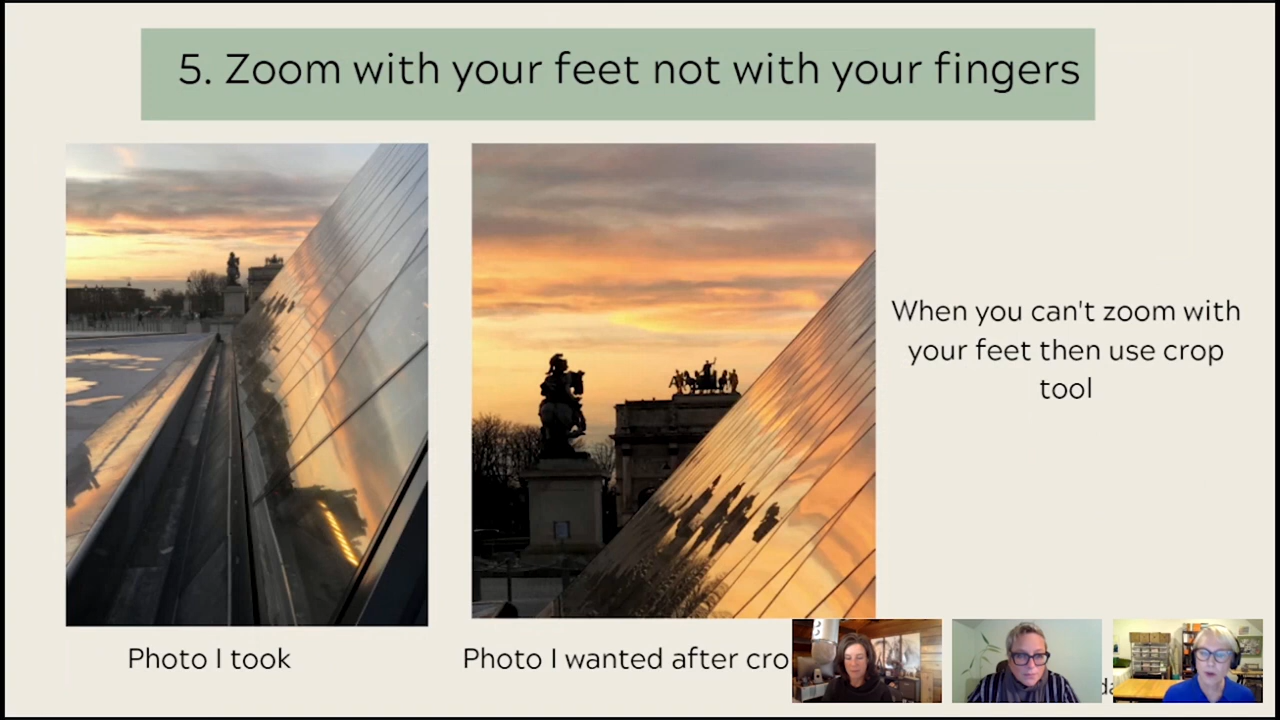 5. Zoom with your feet not with your fingers
When you can't zoom with
your feet then use crop
tool
Photo I took
Photo I wanted after cro